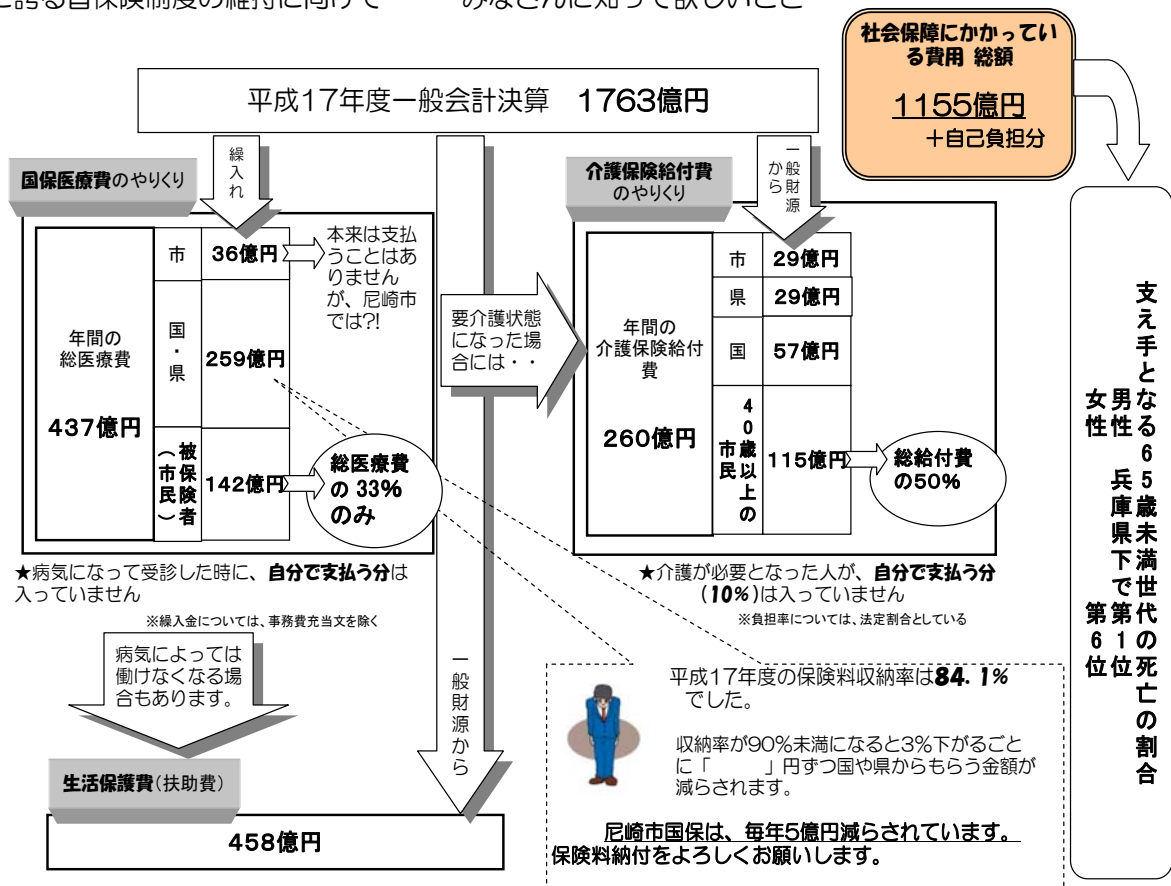 に誇る皆保険制度の維持に向けて
みなさんに知って欲しいこと
社会保障にかかってい
る費用 総額
1155億円
+自己負担分
平成17年度一般会計決算 1763億円
繰入れ
一般財源
から
国保医療費のやりくり
年間の
総医療費
437億円
市
36億円
国・県
259億円
被保険者
(市民)
142億円
本来は支払
うことはあ
りません
が、尼崎市
では?!
総医療費
の 33%
のみ
要介護状態
になった場
合には・・
介護保険給付費
のやりくり
年間の
介護保険給付
費
260億円
市
29億円
県
29億円
国
57億円
40歳以上の
市民
115億円
総給付費
の50%
★病気になって受診した時に、自分で支払う分は
入っていません
※繰入金については、事務費充当文を除く
★介護が必要となった人が、自分で支払う分
(10%)は入っていません
※負担率については、法定割合としている
病気によっては
働けなくなる場
合もあります。
一般財源から
生活保護費(扶助費)
458億円
平成17年度の保険料収納率は84.1%
でした。
収納率が90%未満になると3%下がるごと
に「　　　」円ずつ国や県からもらう金額が
減らされます。
尼崎市国保は、毎年5億円減らされています。
保険料納付をよろしくお願いします。
支え手となる65歳未満世代の死亡の割合
男性 兵庫県下で第1位
女性 第6位